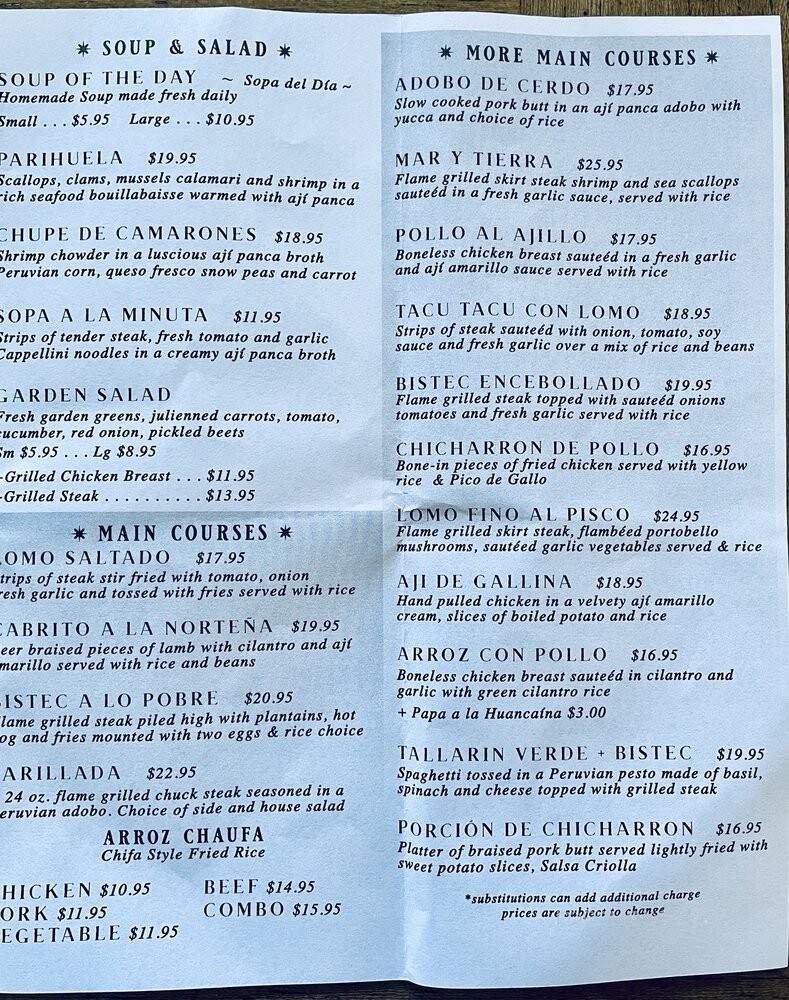 * SOUP & SALAD *
SOUP OF THE DAY ~ Sopa del Día ~
Homemade Soup made fresh daily
Small . . . $5.95 Large . . . $10.95
PARIHUELA $19.95
Scallops, clams, mussels calamari and shrimp in a
rich seafood bouillabaisse warmed with ají panca
CHUPE DE CAMARONES $18.95
Shrimp chowder in a luscious ají panca broth
Peruvian corn, queso fresco snow peas and carrot
SOPA A LA MINUTA $11.95
Strips of tender steak, fresh tomato and garlic
Cappellini noodles in a creamy ají panca broth
GARDEN SALAD
Fresh garden greens, julienned carrots, tomato,
cucumber, red onion, pickled beets
Sm $5.95 . . . Lg $8.95
-Grilled Chicken Breast . . . $11.95
-Grilled Steak . . . . . . . . . . $13.95
* MAIN COURSES *
LOMO SALTADO $17.95
trips of steak stir fried with tomato, onion
resh garlic and tossed with fries served with rice
CABRITO A LA NORTEÑA $19.95
eer braised pieces of lamb with cilantro and ají
marillo served with rice and beans
BISTEC A LO POBRE $20.95
lame grilled steak piled high with plantains, hot
og and fries mounted with two eggs & rice choice
ARILLADA $22.95
24 oz. flame grilled chuck steak seasoned in a
eruvian adobo. Choice of side and house salad
ARROZ CHAUFA
Chifa Style Fried Rice
HICKEN $10.95 BEEF $14.95
ORK $11.95 COMBO $15.95
EGETABLE $11.95
* MORE MAIN COURSES *
ADOBO DE CERDO $17.95
Slow cooked pork butt in an ají panca adobo with
yucca and choice of rice
MAR Y TIERRA $25.95
Flame grilled skirt steak shrimp and sea scallops
sauteéd in a fresh garlic sauce, served with rice
POLLO AL AJILLO $17.95
Boneless chicken breast sauteéd in a fresh garlic
and ají amarillo sauce served with rice
TACU TACU CON LOMO $18.95
Strips of steak sauteéd with onion, tomato, soy
sauce and fresh garlic over a mix of rice and beans
BISTEC ENCEBOLLADO $19.95
Flame grilled steak topped with sauteéd onions
tomatoes and fresh garlic served with rice
CHICHARRON DE POLLO $16.95
Bone-in pieces of fried chicken served with yellow
rice & Pico de Gallo
LOMO FINO AL PISCO $24.95
Flame grilled skirt steak, flambéed portobello
mushrooms, sautéed garlic vegetables served & rice
AJI DE GALLINA $18.95
Hand pulled chicken in a velvety ají amarillo
cream, slices of boiled potato and rice
ARROZ CON POLLO $16.95
Boneless chicken breast sauteéd in cilantro and
garlic with green cilantro rice
+ Papa a la Huancaína $3.00
TALLARIN VERDE + BISTEC $19.95
Spaghetti tossed in a Peruvian pesto made of basil,
spinach and cheese topped with grilled steak
PORCIÓN DE CHICHARRON $16.95
Platter of braised pork butt served lightly fried with
sweet potato slices, Salsa Criolla
*substitutions can add additional charge
prices are subject to change